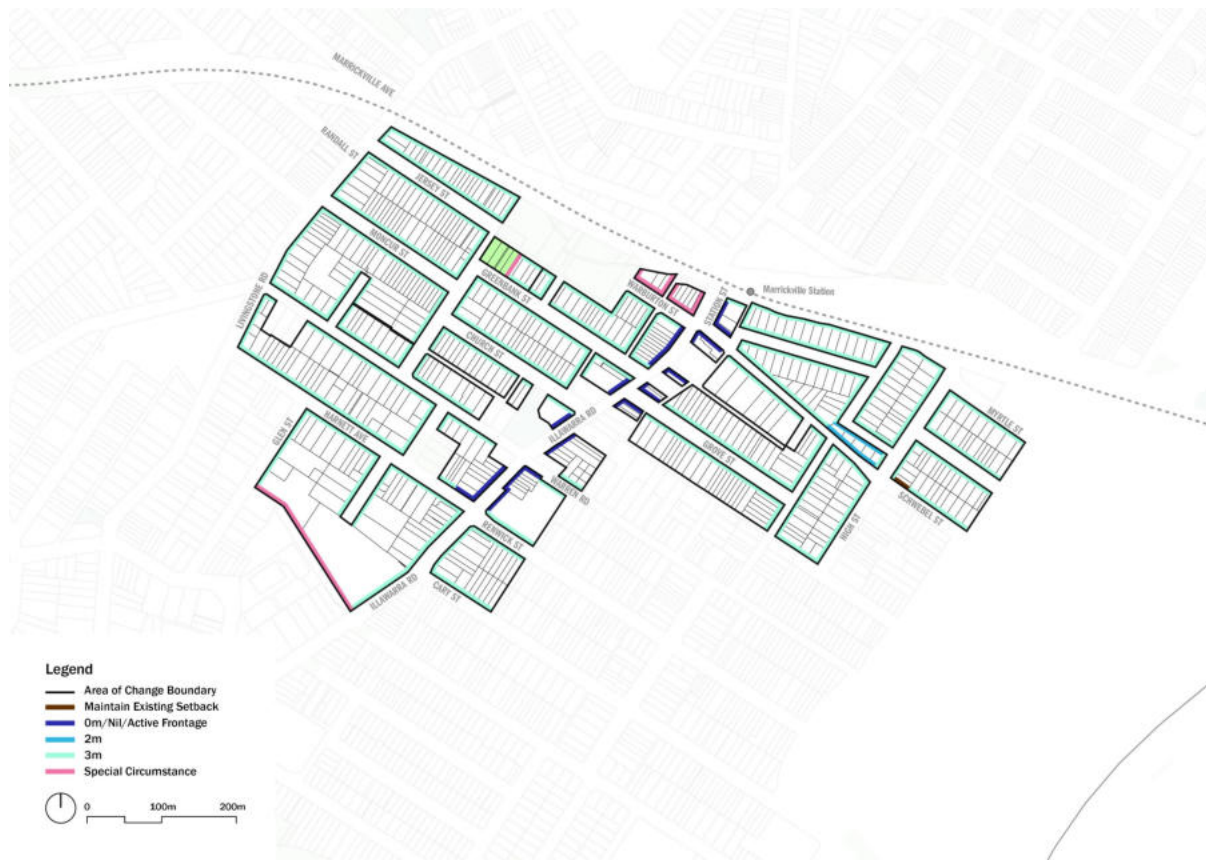 MARRICKVILLE AVE
RANDALL ST
JERSEY ST
MONCUR ST
GREENBANK ST
WARBURTON ST
STATION ST
Marrickville Station
LIVINGSTONE RD
CHURCH ST
ILLAWARRA RD
MYRTLE ST
HARNETT AVE
GLEN ST
GROVE ST
WARREN RD
SCHWEBEL ST
HIGH ST
RENWICK ST
CARY ST
ILLAWARRA RD
Legend
Area of Change Boundary
Maintain Existing Setback
0m/Nil/Active Frontage
2m
3m
Special Circumstance
0 100m 200m